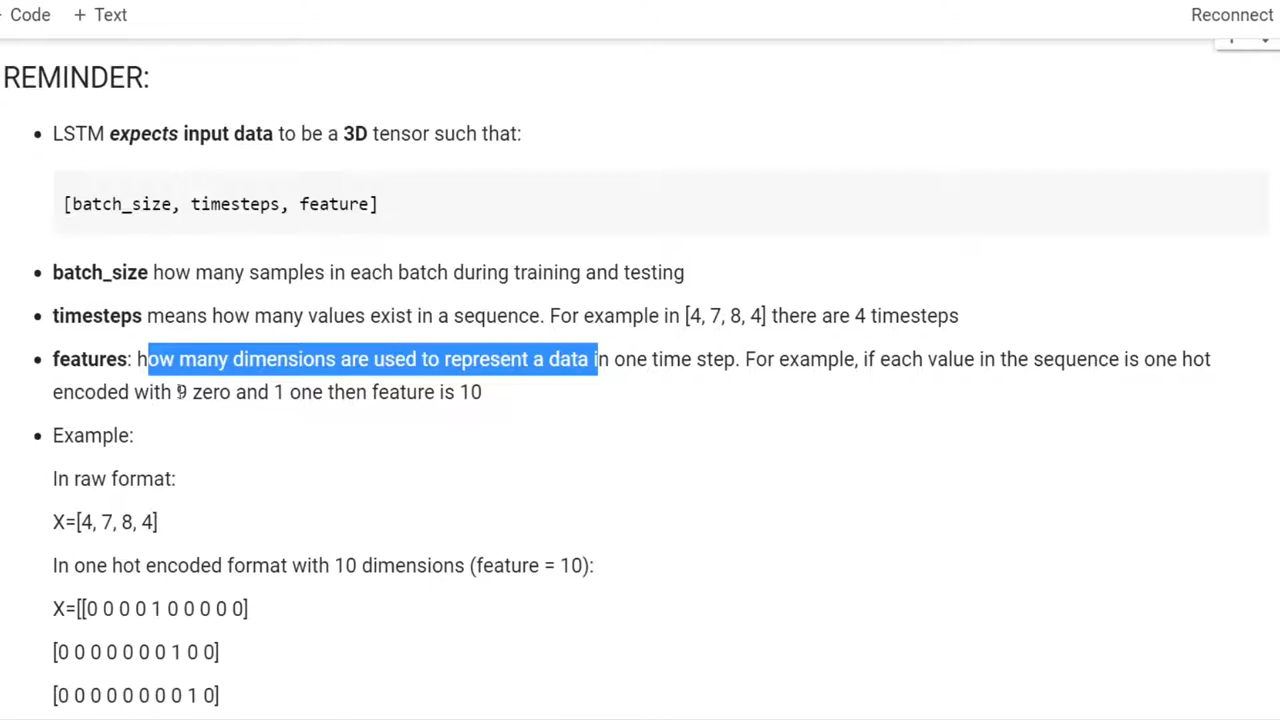 Code + Text
Reconnect
REMINDER:
• LSTM expects input data to be a 3D tensor such that:
[batch_size, timesteps, feature]
• batch_size how many samples in each batch during training and testing
• timesteps means how many values exist in a sequence. For example in [4, 7, 8, 4] there are 4 timesteps
• features: how many dimensions are used to represent a data in one time step. For example, if each value in the sequence is one hot
encoded with 9 zero and 1 one then feature is 10
• Example:
In raw format:
X=[4, 7, 8, 4]
In one hot encoded format with 10 dimensions (feature = 10):
X=[[0 0 0 0 1 0 0 0 0 0]
[0 0 0 0 0 0 0 1 0 0]
[0 0 0 0 0 0 0 0 1 0]